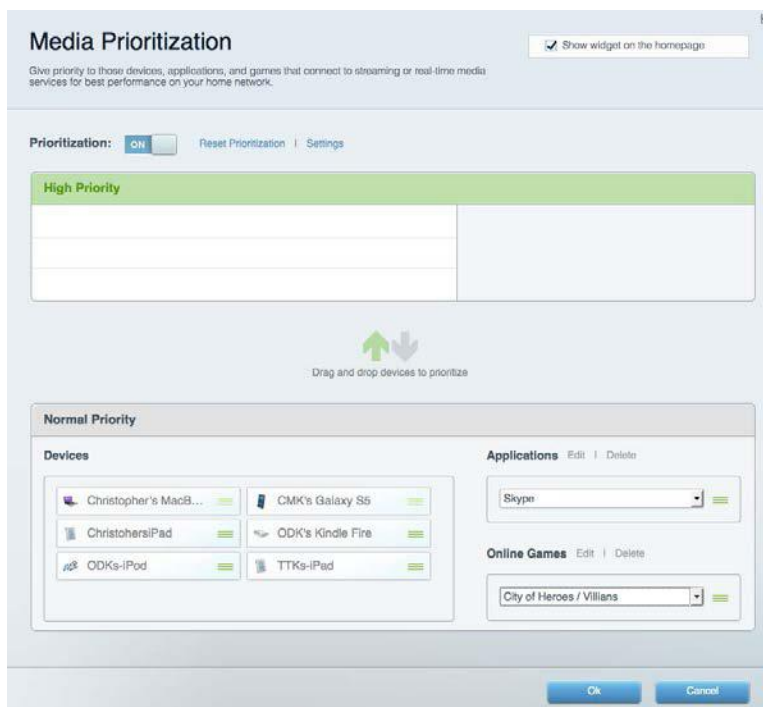 Media Prioritization
Show widget on the homepage
Give priority to those devices, applications, and games that connect to streaming or real-time media
services for best performance on your home network.
Prioritization: ON Reset Prioritization | Settings
High Priority
Drag and drop devices to prioritize
Normal Priority
Devices
Christopher's MacB...
CMK's Galaxy S5
ChristohersiPad
ODK's Kindle Fire
ODKs-iPod
TTKs-iPad
Applications Edit | Delete
Skype
Online Games Edit | Delete
City of Heroes / Villians
Ok
Cancel